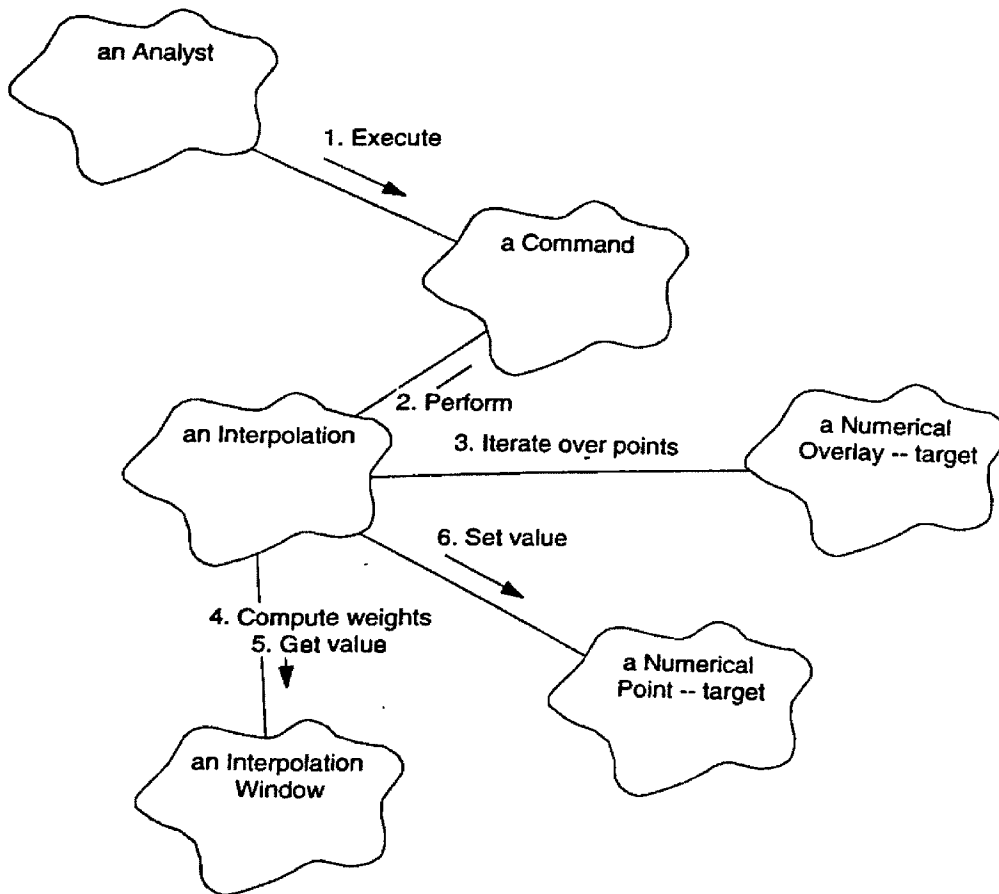 an Analyst
1. Execute
a Command
2. Perform
an Interpolation
3. Iterate over points
a Numerical
Overlay -- target
6. Set value
4. Compute weights
5. Get value
a Numerical
Point -- target
an Interpolation
Window